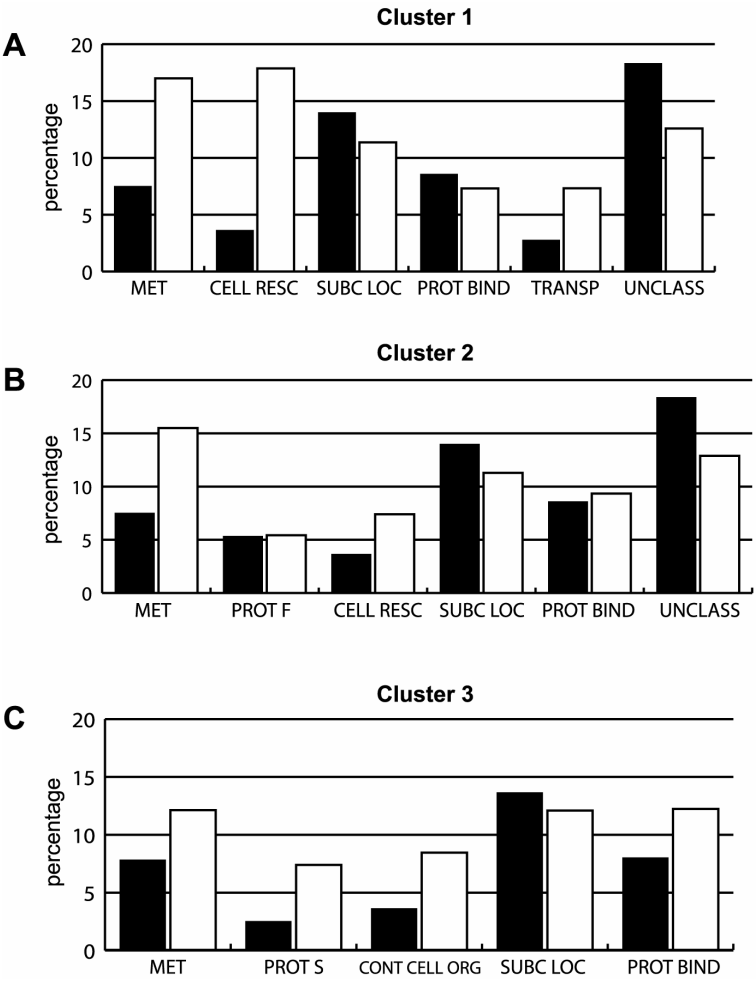 Cluster 1
A
20
15
10
5
0
percentage
MET CELL RESC SUBC LOC PROT BIND TRANSP UNCLASS
Cluster 2
B
20
15
10
5
0
percentage
MET PROT F CELL RESC SUBC LOC PROT BIND UNCLASS
Cluster 3
C
20
15
10
5
0
percentage
MET PROT S CONT CELL ORG SUBC LOC PROT BIND